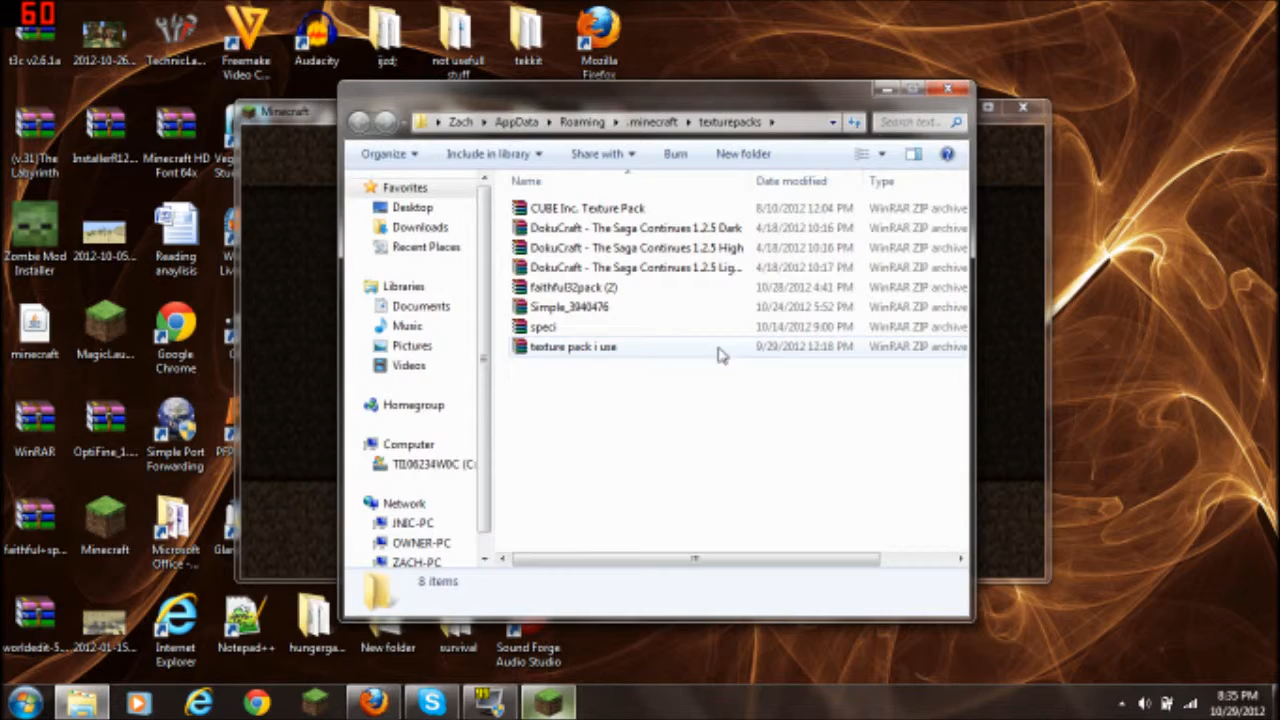 60
t3c v2.6.1a
2012-10-26...
TechnicLa...
Freemake
Video C...
Audacity
not usefull
stuff
tekkit
Mozilla
Firefox
(v.31)The
Labyrinth
InstallerR12...
Minecraft HD
Font 64x
Zombe Mod
Installer
2012-10-05...
Reading
anaylisis
minecraft
MagicLau...
Google
Chrome
WinRAR
OptiFine_1...
Simple Port
Forwarding
faithful+sp...
Minecraft
Microsoft
Office -...
worldedit-5...
2012-01-15...
Internet
Explorer
Notepad++
hungerga...
New folder
survival
Sound Forge
Audio Studio
Minecraft
Zach
AppData
Roaming
.minecraft
texturepacks
Search text...
Organize
Include in library
Share with
Burn
New folder
Favorites
Desktop
Downloads
Recent Places
Libraries
Documents
Music
Pictures
Videos
Homegroup
Computer
TI106234W0C (C:
Network
JNIC-PC
OWNER-PC
ZACH-PC
Name Date modified Type
CUBE Inc. Texture Pack 8/10/2012 12:04 PM WinRAR ZIP archive
DokuCraft - The Saga Continues 1.2.5 Dark 4/18/2012 10:16 PM WinRAR ZIP archive
DokuCraft - The Saga Continues 1.2.5 High 4/18/2012 10:16 PM WinRAR ZIP archive
DokuCraft - The Saga Continues 1.2.5 Lig... 4/18/2012 10:17 PM WinRAR ZIP archive
faithful32pack (2) 10/28/2012 4:41 PM WinRAR ZIP archive
Simple_3940476 10/24/2012 5:52 PM WinRAR ZIP archive
speci 10/14/2012 9:00 PM WinRAR ZIP archive
texture pack i use 9/29/2012 12:18 PM WinRAR ZIP archive
8 items
8:35 PM
10/29/2012